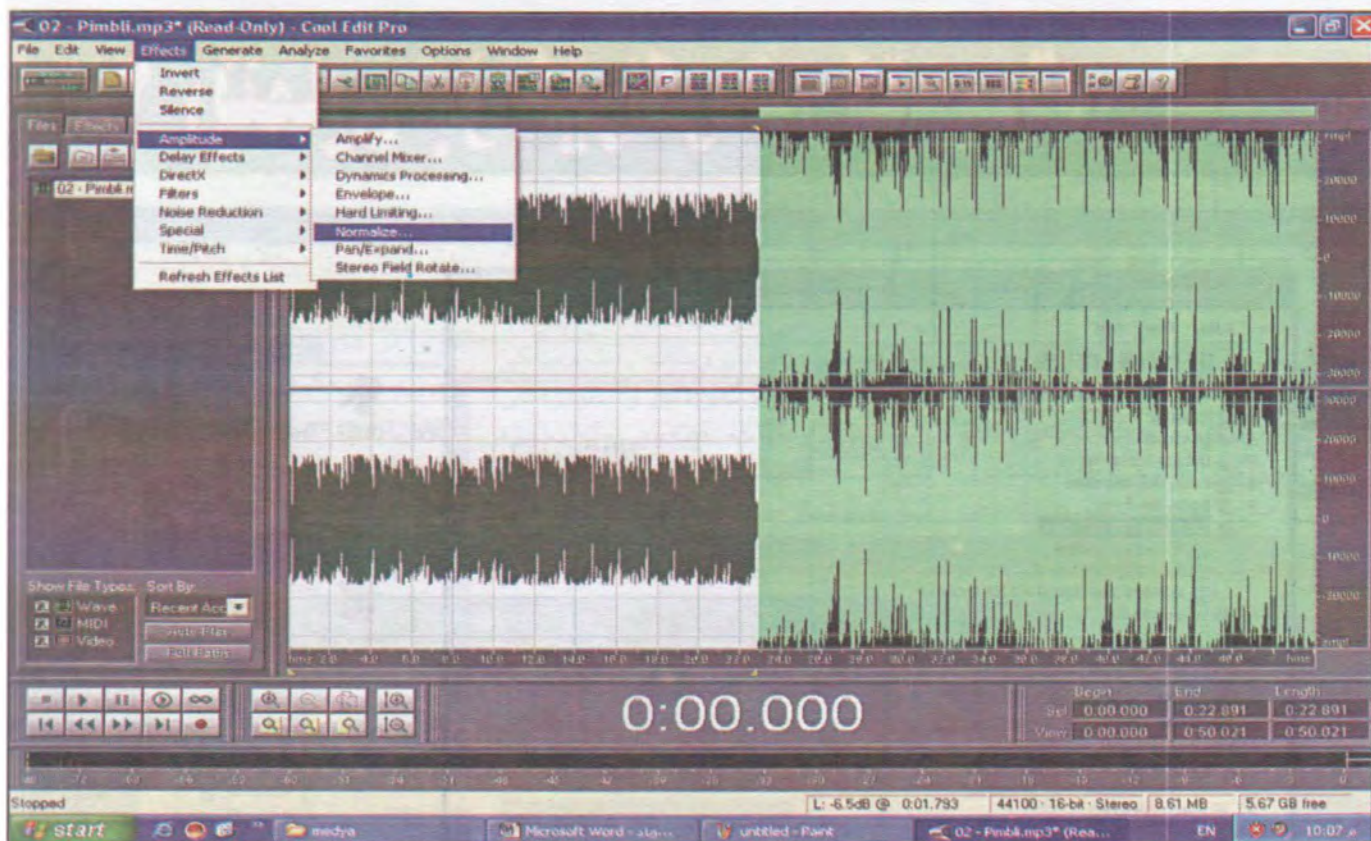 02 - Pimbli.mp3* (Read-Only) - Cool Edit Pro
File Edit View Effects Generate Analyze Favorites Options Window Help
Invert
Reverse
Silence
Files Effects
Amplitude
Delay Effects
DirectX
Filters
Noise Reduction
Special
Time/Pitch
Refresh Effects List
Amplify...
Channel Mixer...
Dynamics Processing...
Envelope...
Hard Limiting...
Normalize...
Pan/Expand...
Stereo Field Rotate...
02 - Pimbli.m
Show File Types: Sort By:
Wave Recent Acc
MIDI Auto-Play
Video Full Paths
0:00.000
Begin End Length
Sel 0:00.000 0:22.891 0:22.891
View 0:00.000 0:50.021 0:50.021
Stopped
L: -6.5dB @ 0:01.793 44100 · 16-bit · Stereo 8.61 MB 5.67 GB free
start medya Microsoft Word - untitled - Paint 02 - Pimbli.mp3* (Rea... EN 10:07 م